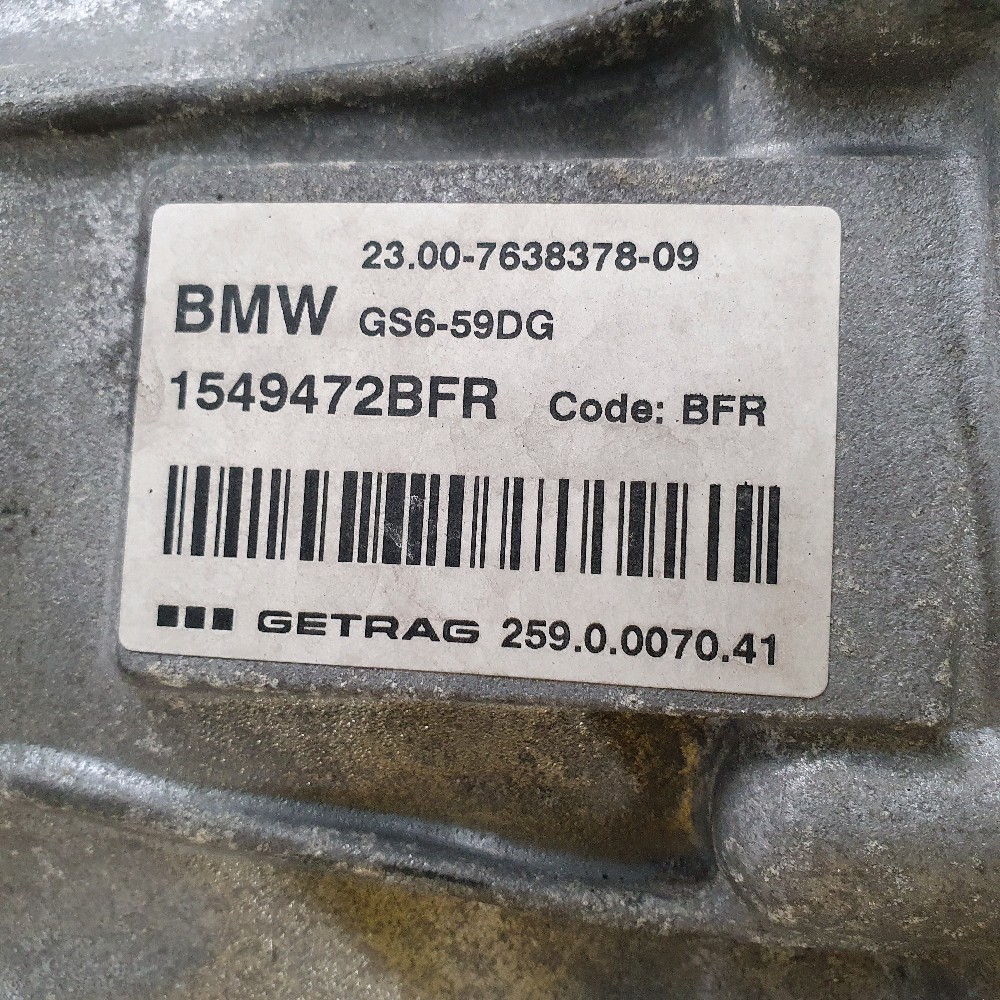 23.00-7638378-09
BMW GS6-59DG
1549472BFR Code: BFR
GETRAG 259.0.0070.41